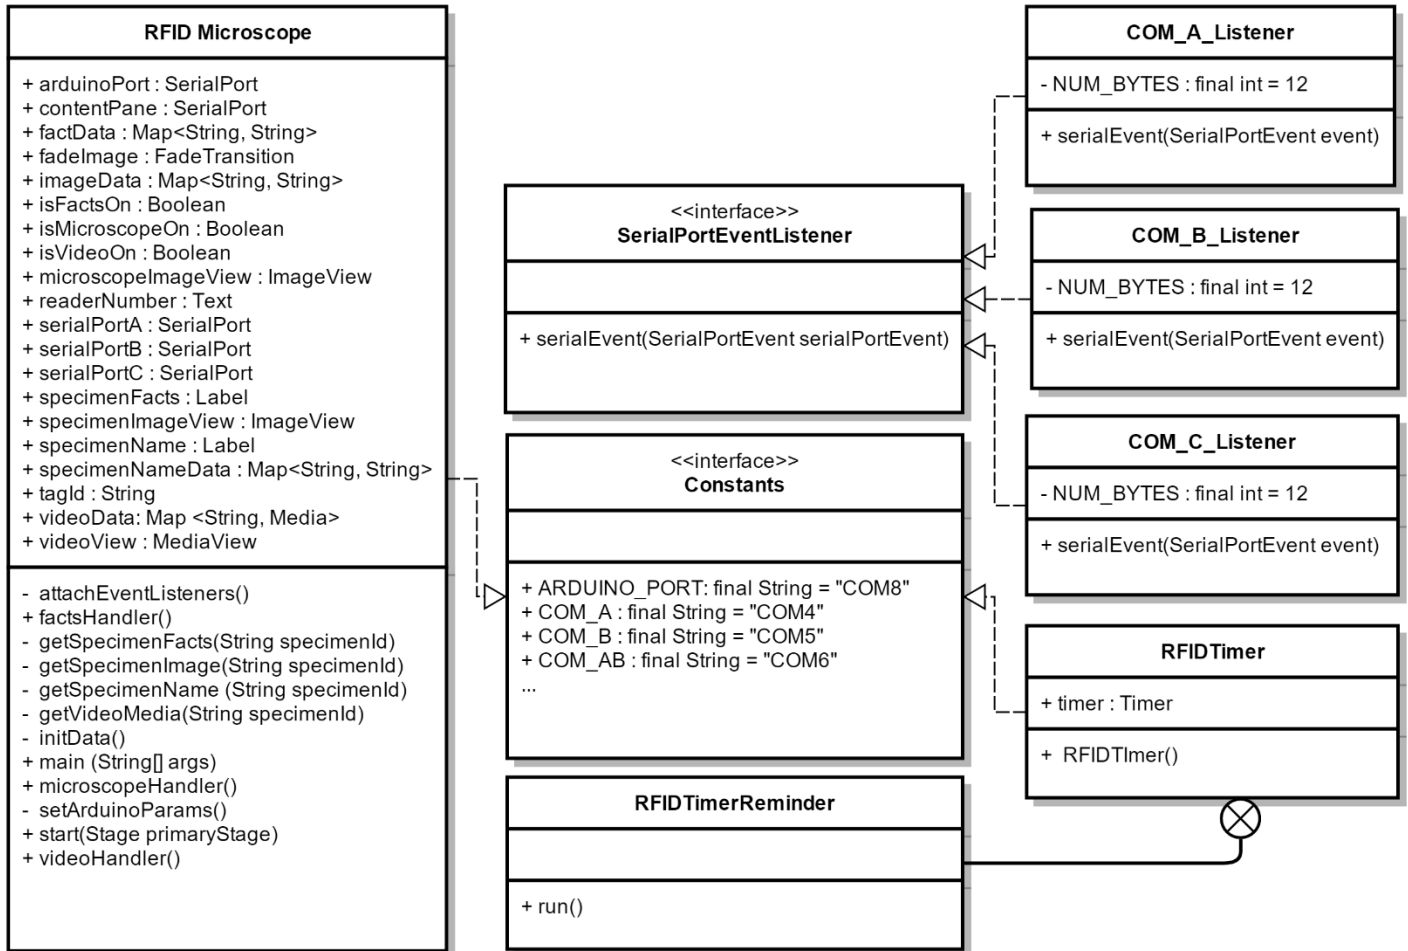 RFID Microscope
+ arduinoPort : SerialPort
+ contentPane : SerialPort
+ factData : Map<String, String>
+ fadeImage : FadeTransition
+ imageData : Map<String, String>
+ isFactsOn : Boolean
+ isMicroscopeOn : Boolean
+ isVideoOn : Boolean
+ microscopeImageView : ImageView
+ readerNumber : Text
+ serialPortA : SerialPort
+ serialPortB : SerialPort
+ serialPortC : SerialPort
+ specimenFacts : Label
+ specimenImageView : ImageView
+ specimenName : Label
+ specimenNameData : Map<String, String>
+ tagId : String
+ videoData: Map <String, Media>
+ videoView : MediaView
- attachEventListeners()
+ factsHandler()
- getSpecimenFacts(String specimenId)
- getSpecimenImage(String specimenId)
- getSpecimenName (String specimenId)
- getVideoMedia(String specimenId)
- initData()
+ main (String[] args)
+ microscopeHandler()
- setArduinoParams()
+ start(Stage primaryStage)
+ videoHandler()
<<interface>>
SerialPortEventListener
+ serialEvent(SerialPortEvent serialPortEvent)
<<interface>>
Constants
+ ARDUINO_PORT: final String = "COM8"
+ COM_A : final String = "COM4"
+ COM_B : final String = "COM5"
+ COM_AB : final String = "COM6"
...
RFIDTimerReminder
+ run()
COM_A_Listener
- NUM_BYTES : final int = 12
+ serialEvent(SerialPortEvent event)
COM_B_Listener
- NUM_BYTES : final int = 12
+ serialEvent(SerialPortEvent event)
COM_C_Listener
- NUM_BYTES : final int = 12
+ serialEvent(SerialPortEvent event)
RFIDTimer
+ timer : Timer
+ RFIDTImer()